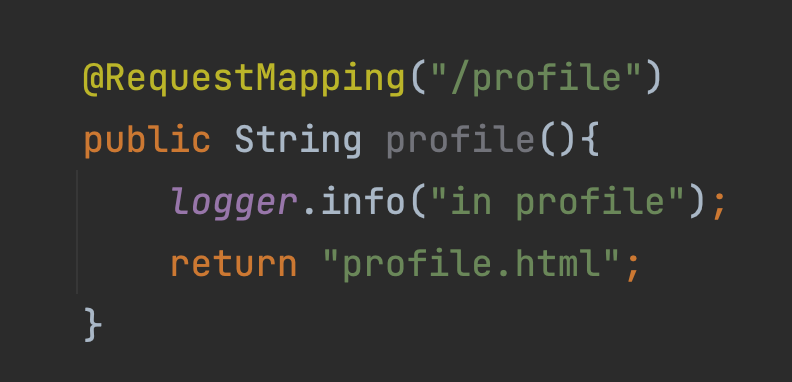 @RequestMapping("/profile")
public String profile(){
    logger.info("in profile");
    return "profile.html";
}